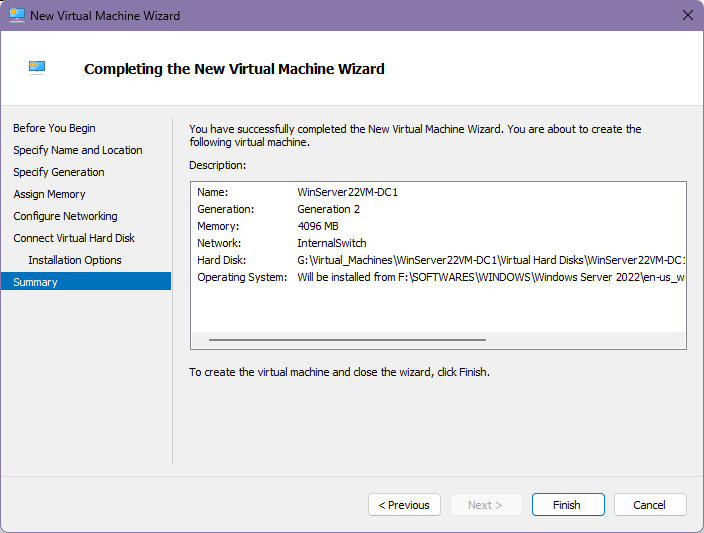 New Virtual Machine Wizard
Completing the New Virtual Machine Wizard
Before You Begin
Specify Name and Location
Specify Generation
Assign Memory
Configure Networking
Connect Virtual Hard Disk
Installation Options
Summary
You have successfully completed the New Virtual Machine Wizard. You are about to create the
following virtual machine.
Description:
Name: WinServer22VM-DC1
Generation: Generation 2
Memory: 4096 MB
Network: InternalSwitch
Hard Disk: G:\Virtual_Machines\WinServer22VM-DC1\Virtual Hard Disks\WinServer22VM-DC1
Operating System: Will be installed from F:\SOFTWARES\WINDOWS\Windows Server 2022\en-us_w
To create the virtual machine and close the wizard, click Finish.
< Previous
Next >
Finish
Cancel